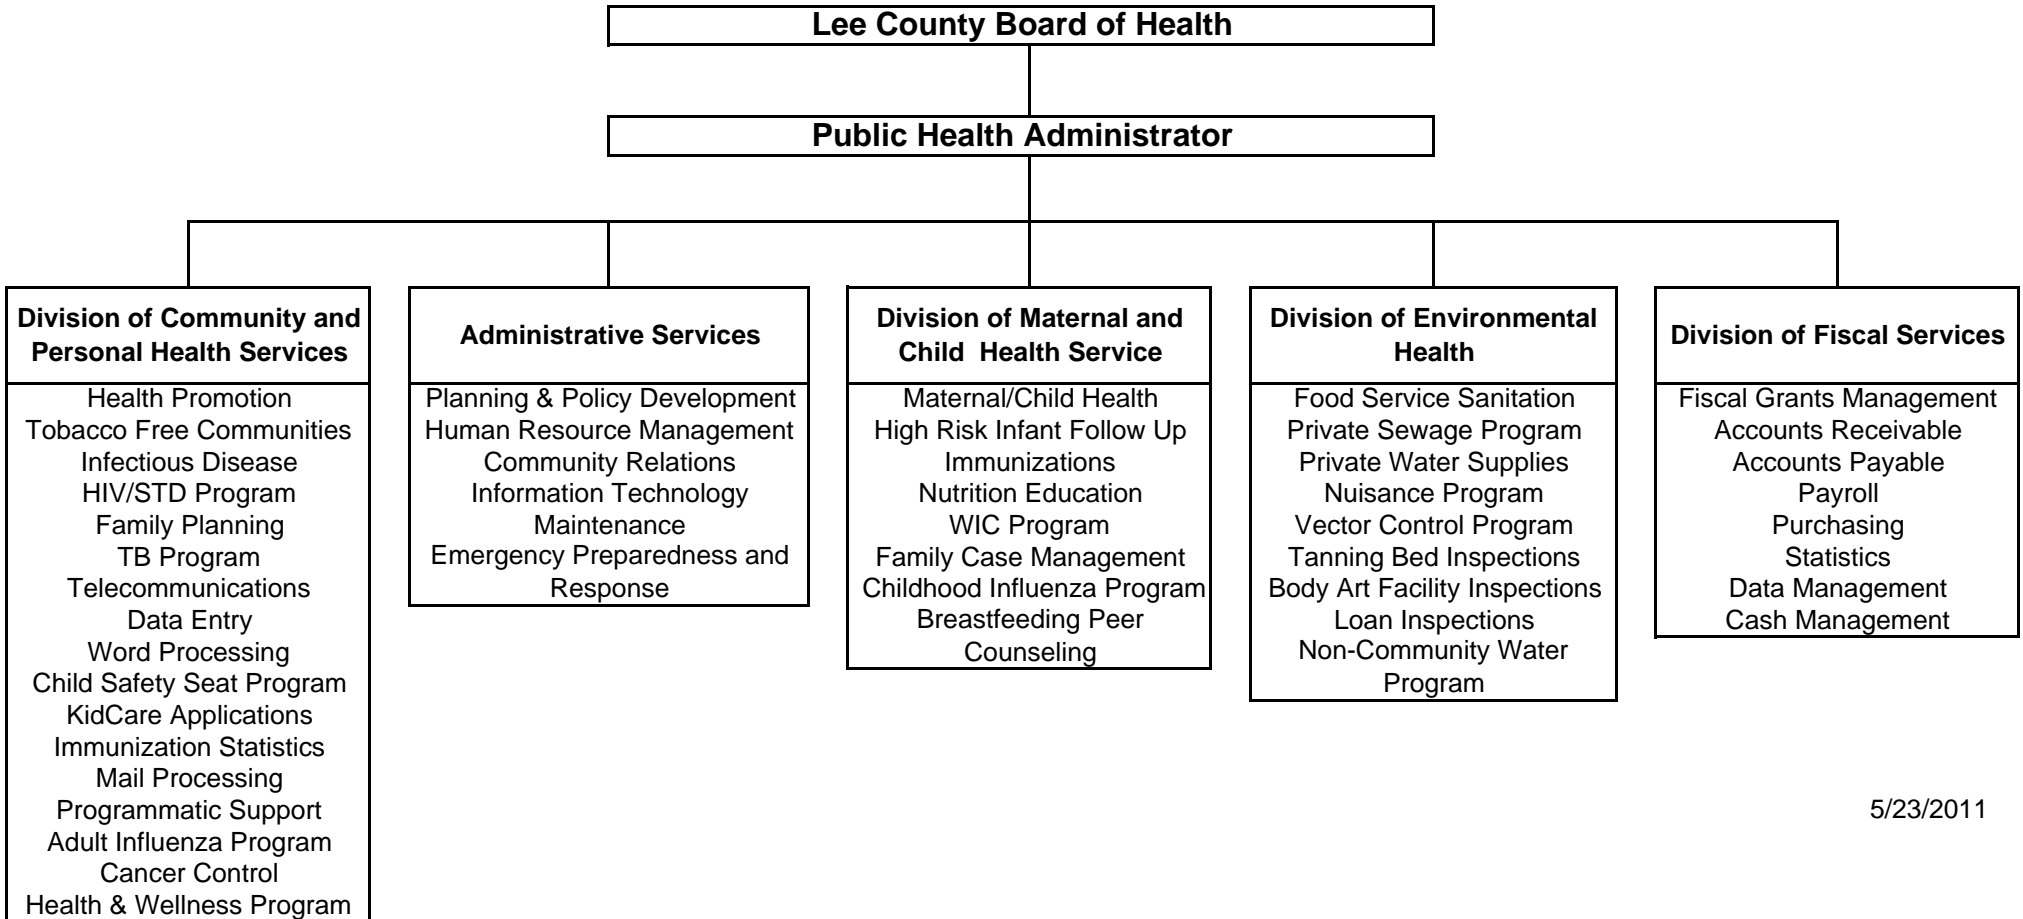 Lee County Board of Health
Public Health Administrator
Division of Community and
Personal Health Services
Health Promotion
Tobacco Free Communities
Infectious Disease
HIV/STD Program
Family Planning
TB Program
Telecommunications
Data Entry
Word Processing
Child Safety Seat Program
KidCare Applications
Immunization Statistics
Mail Processing
Programmatic Support
Adult Influenza Program
Cancer Control
Health & Wellness Program
Administrative Services
Planning & Policy Development
Human Resource Management
Community Relations
Information Technology
Maintenance
Emergency Preparedness and
Response
Division of Maternal and
Child  Health Service
Maternal/Child Health
High Risk Infant Follow Up
Immunizations
Nutrition Education
WIC Program
Family Case Management
Childhood Influenza Program
Breastfeeding Peer
Counseling
Division of Environmental
Health
Food Service Sanitation
Private Sewage Program
Private Water Supplies
Nuisance Program
Vector Control Program
Tanning Bed Inspections
Body Art Facility Inspections
Loan Inspections
Non-Community Water
Program
Division of Fiscal Services
Fiscal Grants Management
Accounts Receivable
Accounts Payable
Payroll
Purchasing
Statistics
Data Management
Cash Management
5/23/2011